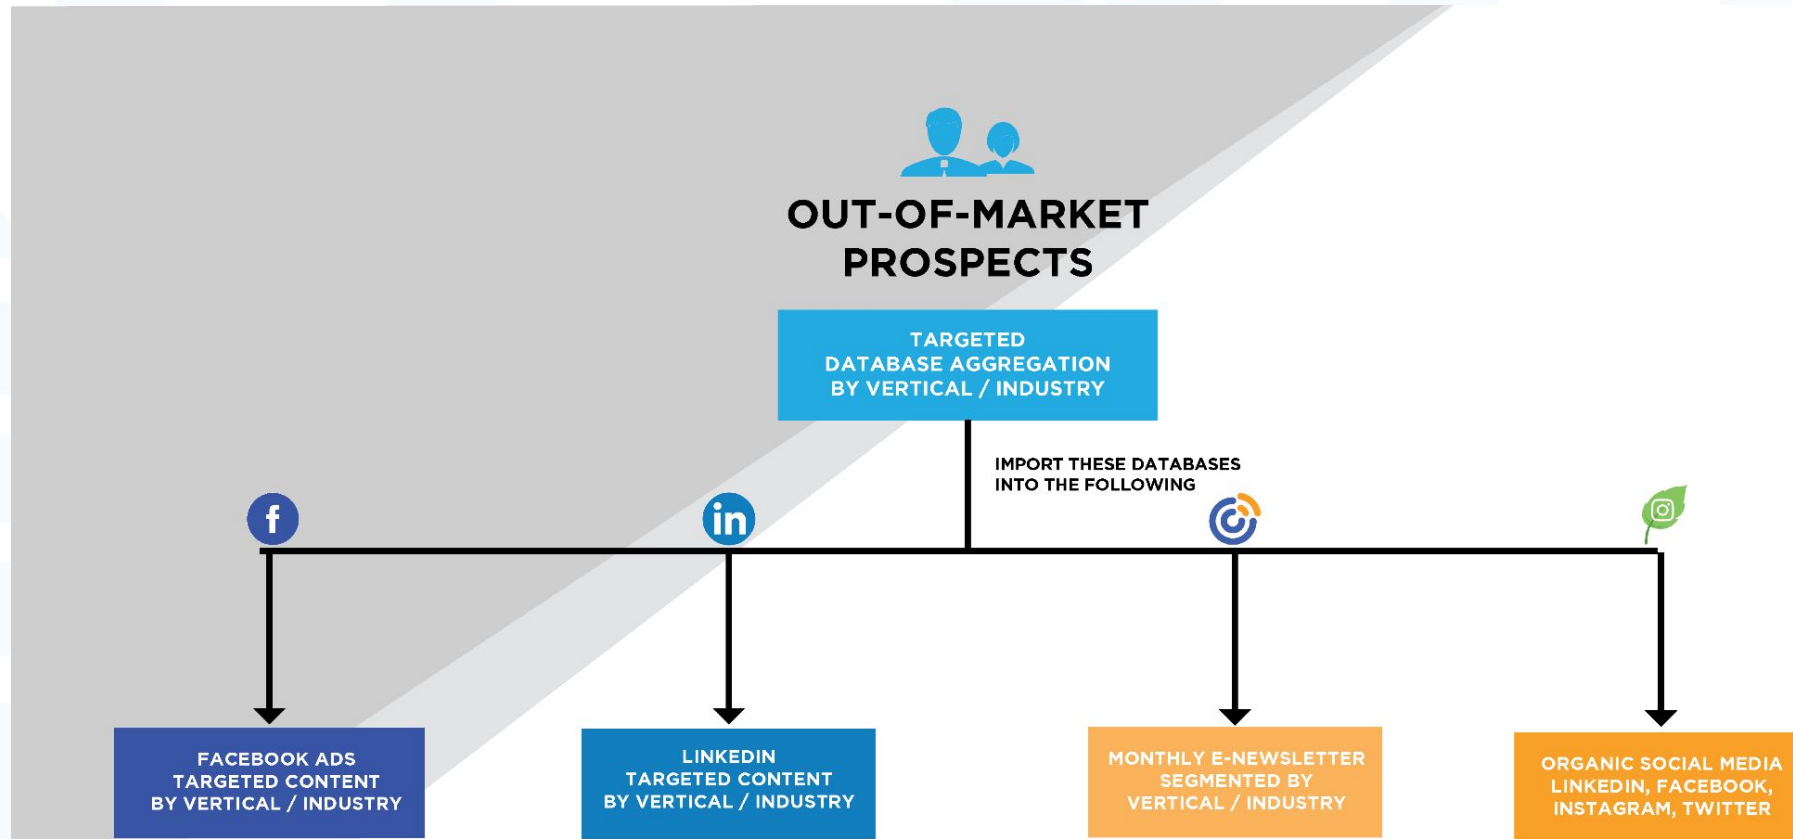 OUT-OF-MARKET
PROSPECTS
TARGETED
DATABASE AGGREGATION
BY VERTICAL / INDUSTRY
IMPORT THESE DATABASES
INTO THE FOLLOWING
f
in
FACEBOOK ADS
TARGETED CONTENT
BY VERTICAL / INDUSTRY
LINKEDIN
TARGETED CONTENT
BY VERTICAL / INDUSTRY
MONTHLY E-NEWSLETTER
SEGMENTED BY
VERTICAL / INDUSTRY
ORGANIC SOCIAL MEDIA
LINKEDIN, FACEBOOK,
INSTAGRAM, TWITTER